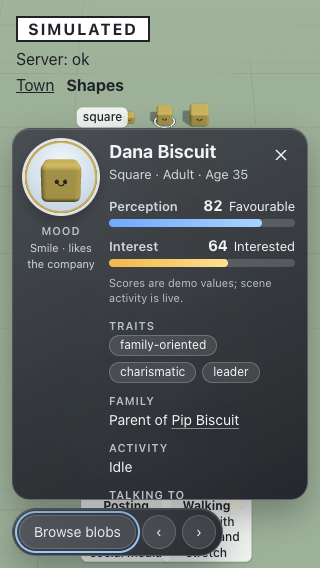 SIMULATED
Server: ok
Town Shapes
square
Dana Biscuit
Square · Adult · Age 35
Perception 82 Favourable
Interest 64 Interested
Scores are demo values; scene
activity is live.
MOOD
Smile · likes
the company
TRAITS
family-oriented
charismatic leader
FAMILY
Parent of Pip Biscuit
ACTIVITY
Idle
TALKING TO
Posting Walking
with
Browse blobs ‹ ›